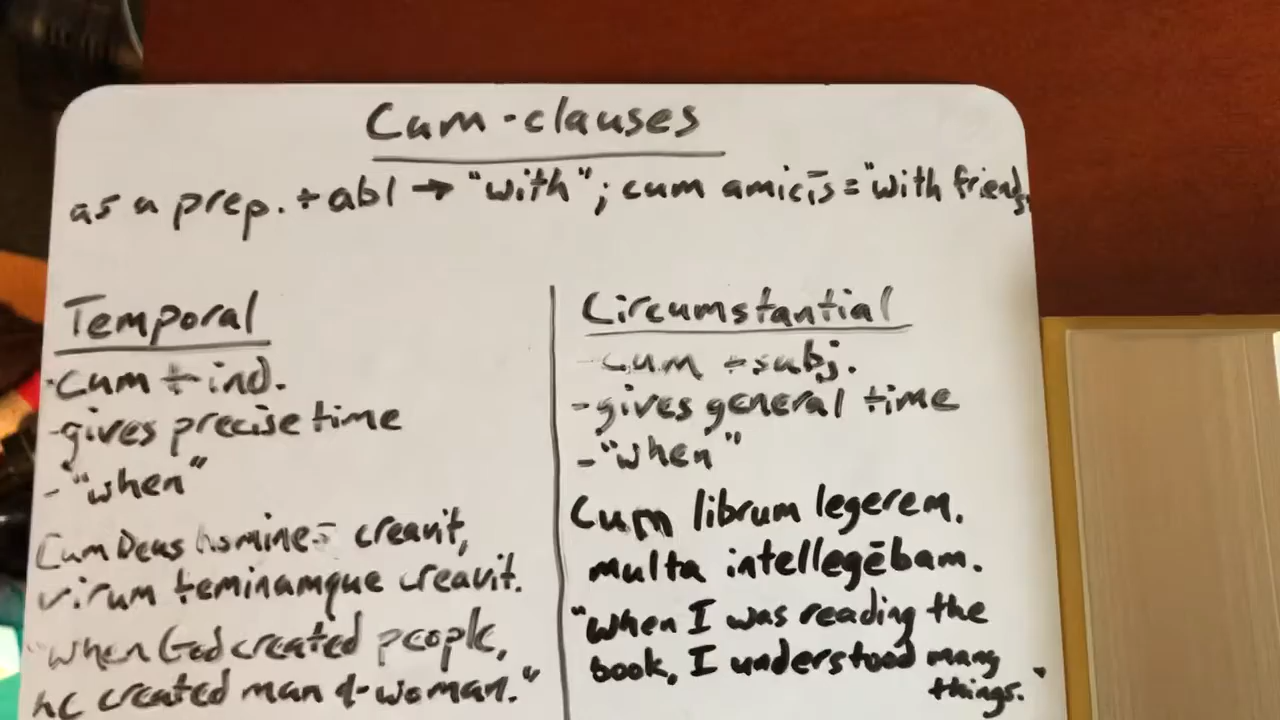 Cum-clauses
as a prep. + abl → "with"; cum amicīs = "with friends
Temporal
-Cum + ind.
-gives precise time
-"when"
Cum Deus hominēs creavit,
virum feminamque creavit.
"when God created people,
he created man & woman."
Circumstantial
-cum + subj.
-gives general time
-"when"
Cum librum legerem,
multa intellegēbam.
"when I was reading the
book, I understood many
things."